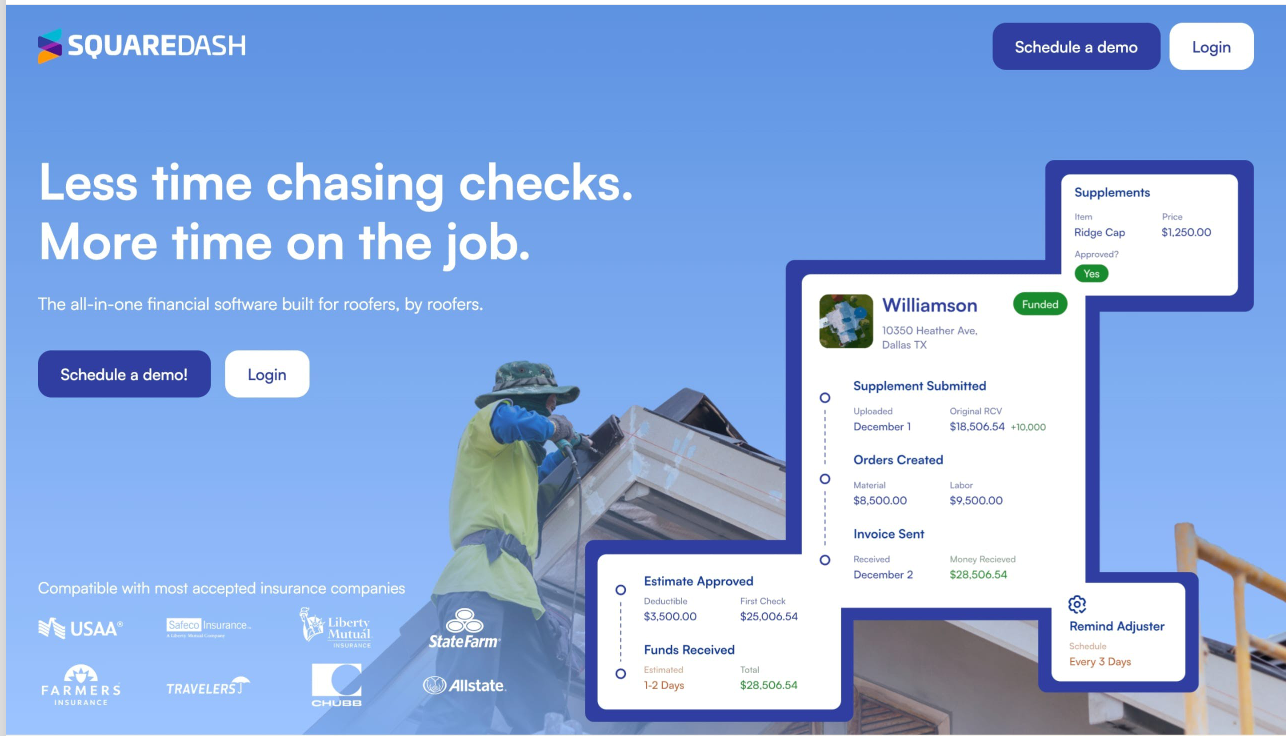 SQUAREDASH
Schedule a demo
Login
Less time chasing checks.
More time on the job.
The all-in-one financial software built for roofers, by roofers.
Schedule a demo!
Login
Compatible with most accepted insurance companies
USAA®
Safeco Insurance™
A Liberty Mutual Company
Liberty
Mutual
INSURANCE
StateFarm
FARMERS
INSURANCE
TRAVELERS
CHUBB
Allstate
Supplements
Item Price
Ridge Cap $1,250.00
Approved?
Yes
Williamson
Funded
10350 Heather Ave,
Dallas TX
Supplement Submitted
Uploaded Original RCV
December 1 $18,506.54 +10,000
Orders Created
Material Labor
$8,500.00 $9,500.00
Invoice Sent
Received Money Recieved
December 2 $28,506.54
Estimate Approved
Deductible First Check
$3,500.00 $25,006.54
Funds Received
Estimated Total
1-2 Days $28,506.54
Remind Adjuster
Schedule
Every 3 Days